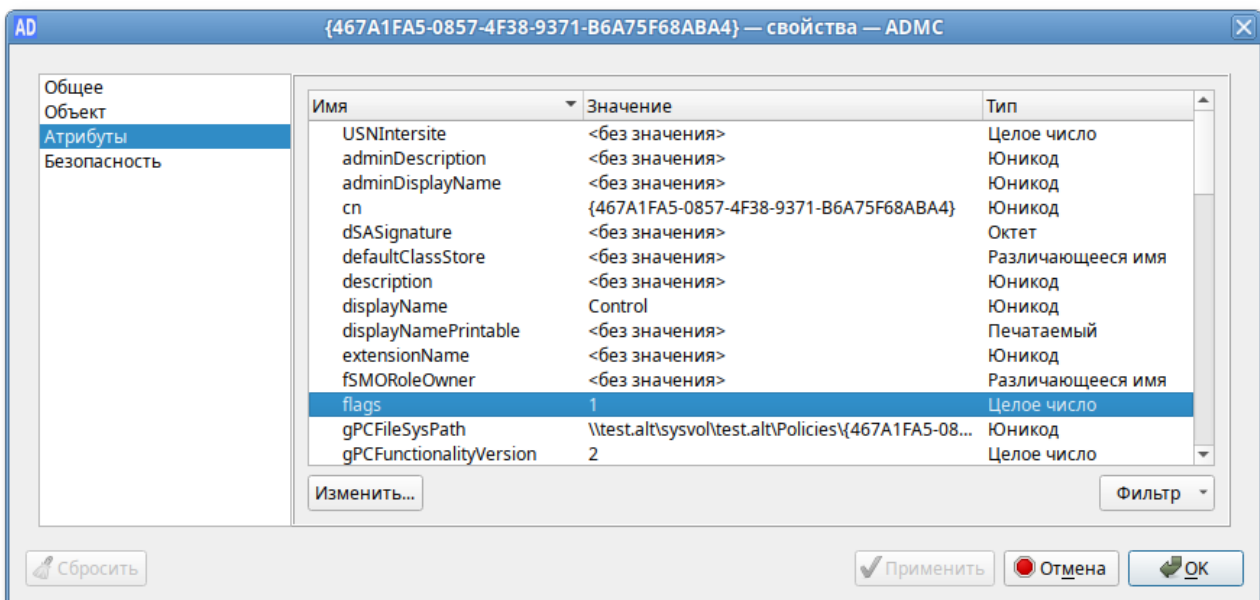 AD {467A1FA5-0857-4F38-9371-B6A75F68ABA4} — свойства — ADMC
Общее
Объект
Атрибуты
Безопасность
Имя Значение Тип
USNIntersite <без значения> Целое число
adminDescription <без значения> Юникод
adminDisplayName <без значения> Юникод
cn {467A1FA5-0857-4F38-9371-B6A75F68ABA4} Юникод
dSASignature <без значения> Октет
defaultClassStore <без значения> Различающееся имя
description <без значения> Юникод
displayName Control Юникод
displayNamePrintable <без значения> Печатаемый
extensionName <без значения> Юникод
fSMORoleOwner <без значения> Различающееся имя
flags 1 Целое число
gPCFileSysPath \\test.alt\sysvol\test.alt\Policies\{467A1FA5-08... Юникод
gPCFunctionalityVersion 2 Целое число
Изменить... Фильтр
Сбросить Применить Отмена OK